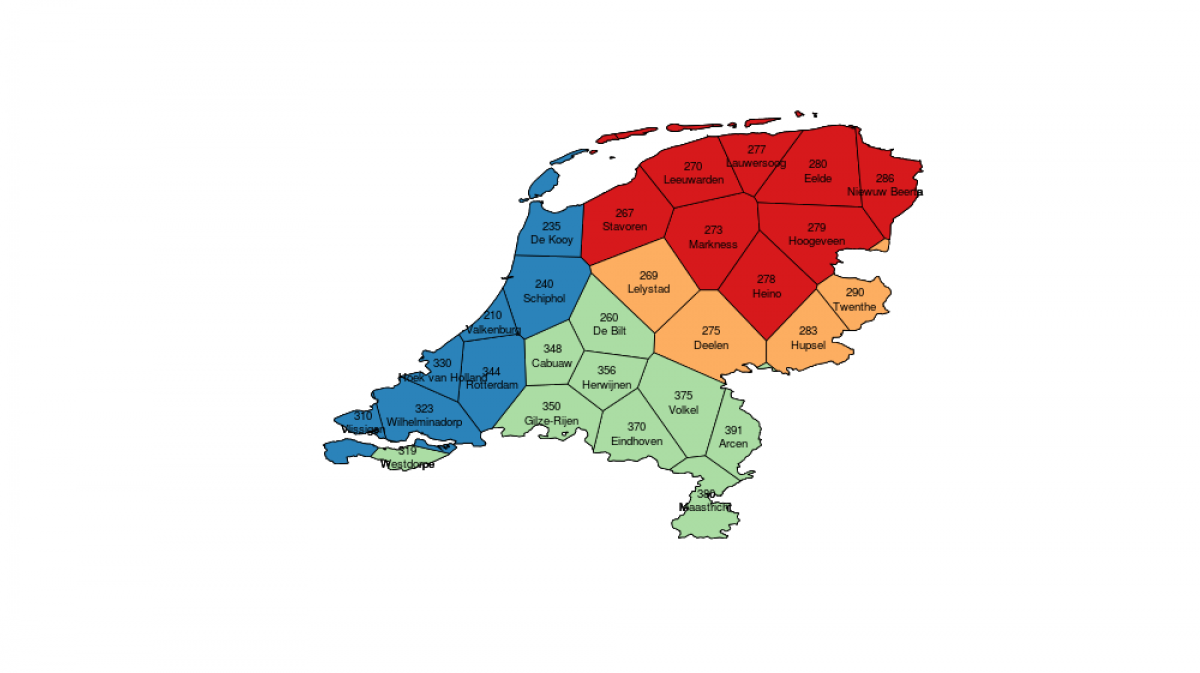 277
Lauwersoog
270
Leeuwarden
280
Eelde
286
Niewuw Beerta
267
Stavoren
235
De Kooy
273
Markness
279
Hoogeveen
269
Lelystad
278
Heino
240
Schiphol
290
Twenthe
210
Valkenburg
260
De Bilt
275
Deelen
283
Hupsel
348
Cabuaw
330
Hoek van Holland
344
Rotterdam
356
Herwijnen
375
Volkel
323
Wilhelminadorp
350
Gilze-Rijen
310
Vlissigen
370
Eindhoven
391
Arcen
319
Westdorpe
380
Maastricht